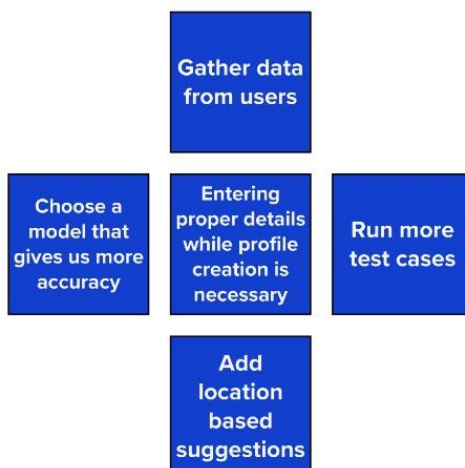 Gather data
from users
Choose a
model that
gives us more
accuracy
Entering
proper details
while profile
creation is
necessary
Run more
test cases
Add
location
based
suggestions